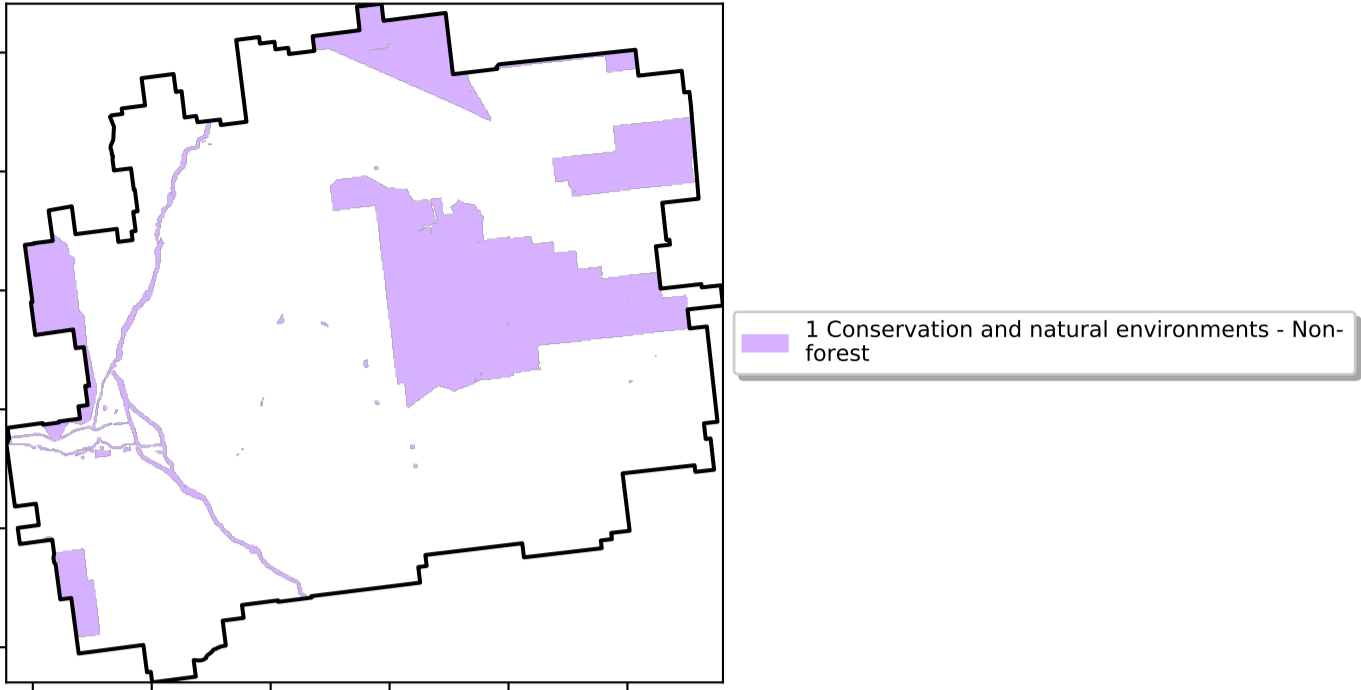 1 Conservation and natural environments - Non-
forest